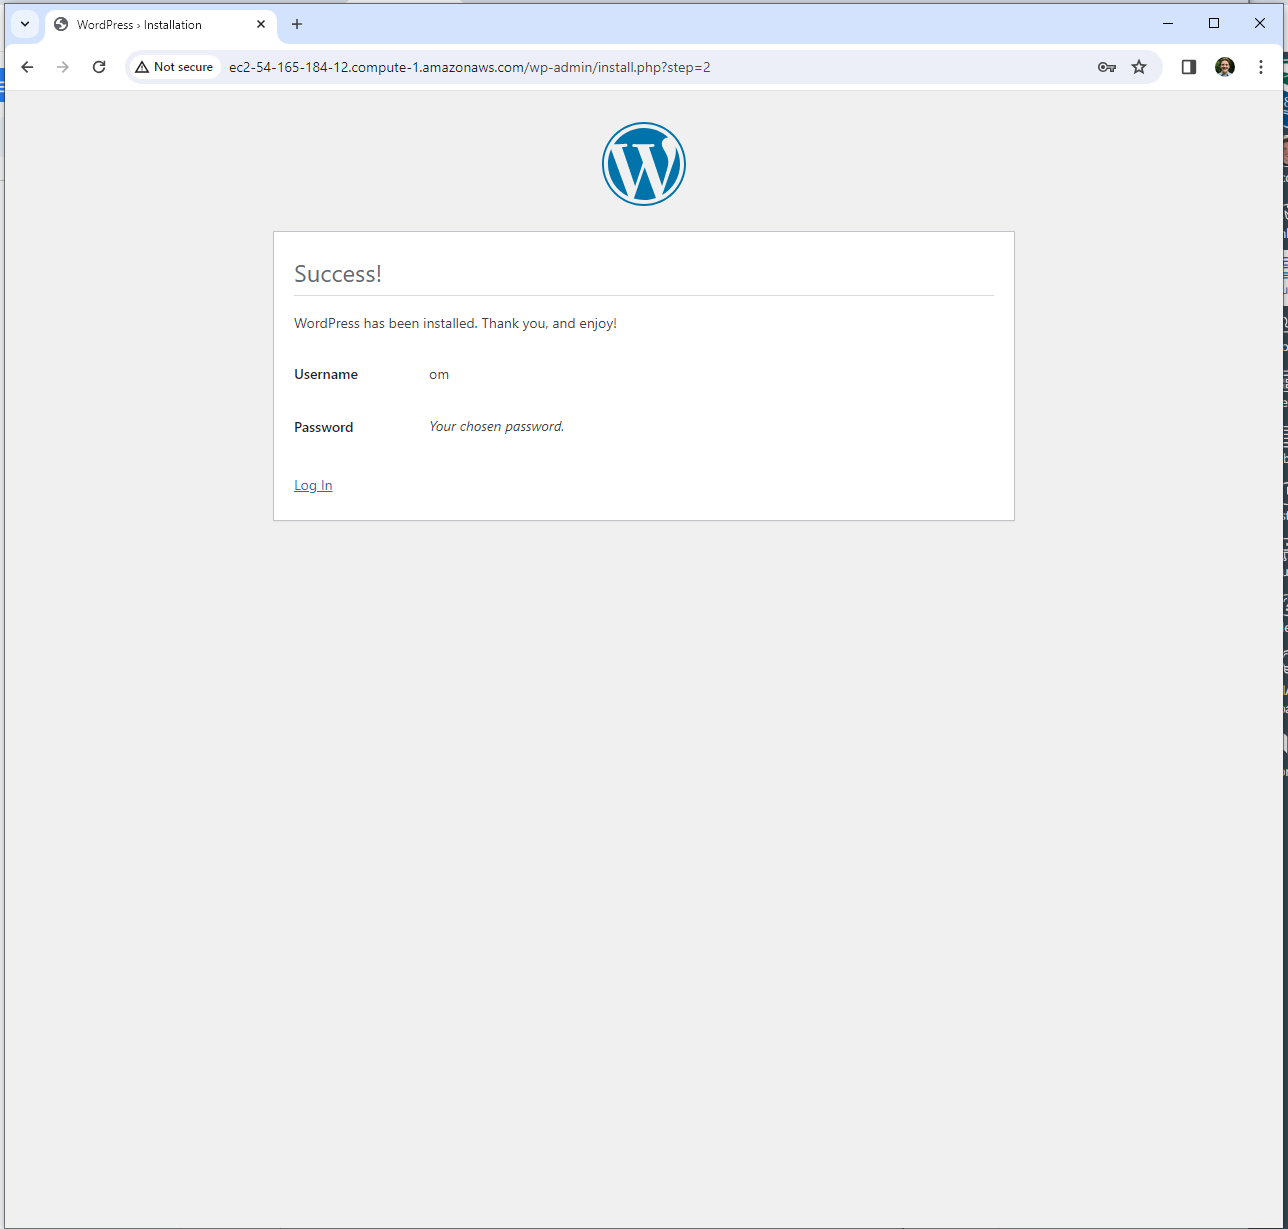 WordPress › Installation
Not secure
ec2-54-165-184-12.compute-1.amazonaws.com/wp-admin/install.php?step=2
Success!
WordPress has been installed. Thank you, and enjoy!
Username om
Password Your chosen password.
Log In